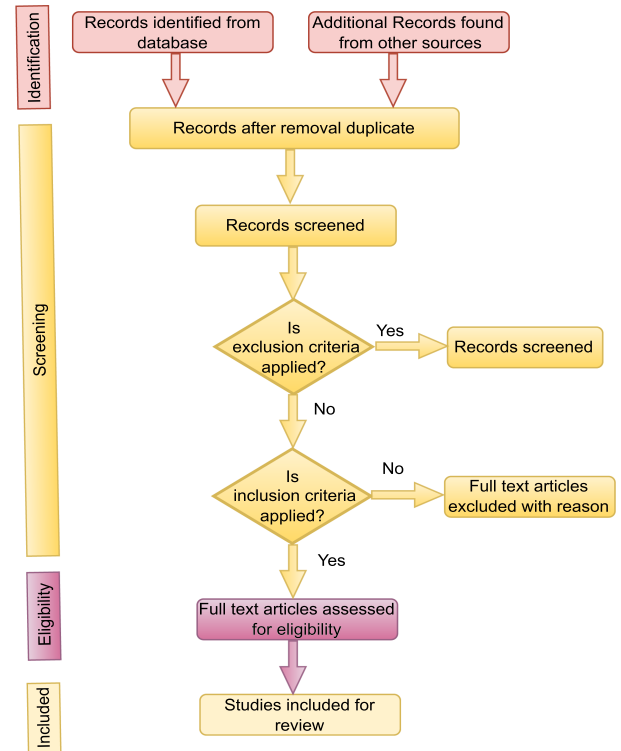 Identification
Records identified from
database
Additional Records found
from other sources
Records after removal duplicate
Screening
Records screened
Is
exclusion criteria
applied?
Yes
Records screened
No
Is
inclusion criteria
applied?
No
Full text articles
excluded with reason
Yes
Eligibility
Full text articles assessed
for eligibility
Included
Studies included for
review